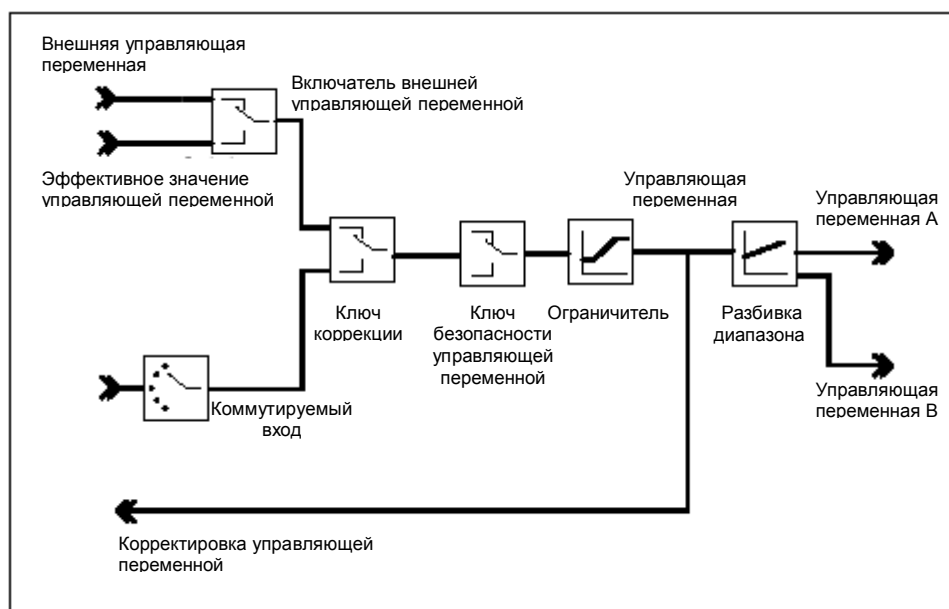 Внешняя управляющая
переменная
Включатель внешней
управляющей переменной
Эффективное значение
управляющей переменной
Управляющая
переменная
Управляющая
переменная А
Ключ
коррекции
Ключ
безопасности
управляющей
переменной
Ограничитель
Разбивка
диапазона
Коммутируемый
вход
Управляющая
переменная В
Корректировка управляющей
переменной